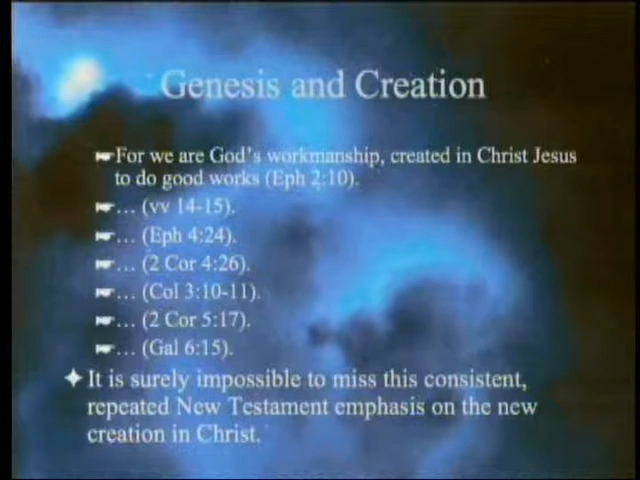 Genesis and Creation
For we are God's workmanship, created in Christ Jesus
to do good works (Eph 2:10).
… (vv 14-15).
… (Eph 4:24).
… (2 Cor 4:26).
… (Col 3:10-11).
… (2 Cor 5:17).
… (Gal 6:15).
It is surely impossible to miss this consistent,
repeated New Testament emphasis on the new
creation in Christ.